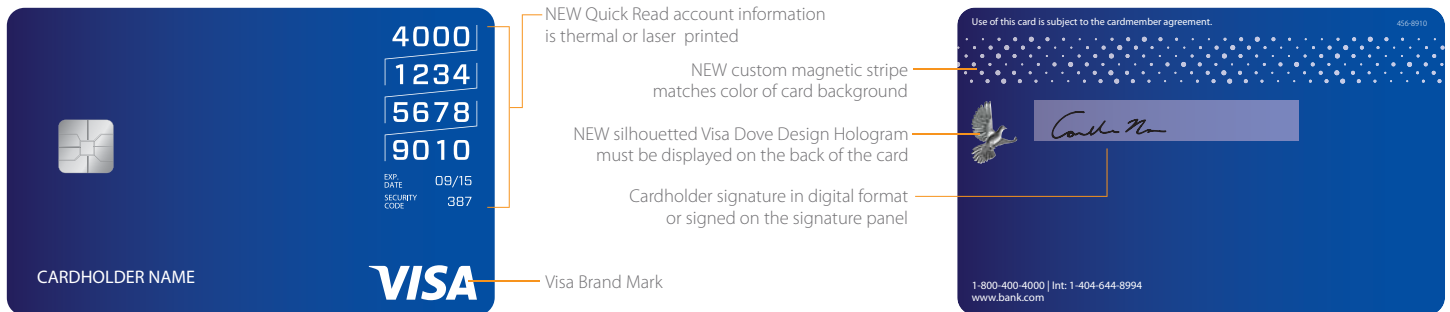 4000
1234
5678
9010
EXP.
DATE
09/15
SECURITY
CODE
387
CARDHOLDER NAME
VISA
NEW Quick Read account information
is thermal or laser printed
NEW custom magnetic stripe
matches color of card background
NEW silhouetted Visa Dove Design Hologram
must be displayed on the back of the card
Cardholder signature in digital format
or signed on the signature panel
Visa Brand Mark
Use of this card is subject to the cardmember agreement.
456-8910
1-800-400-4000 | Int: 1-404-644-8994
www.bank.com